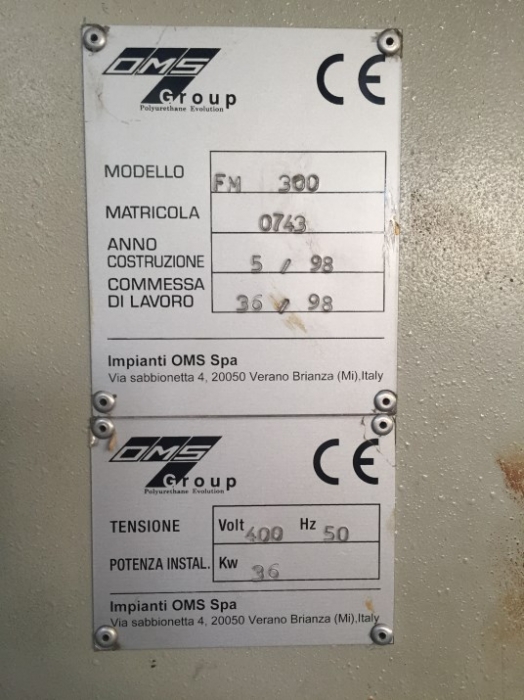 OMS
Group
Polyurethane Evolution
CE
MODELLO FM 300
MATRICOLA 0743
ANNO
COSTRUZIONE 5 / 98
COMMESSA
DI LAVORO 36 / 98
Impianti OMS Spa
Via sabbionetta 4, 20050 Verano Brianza (Mi),Italy
OMS
Group
Polyurethane Evolution
CE
TENSIONE Volt 400 Hz 50
POTENZA INSTAL. Kw 36
Impianti OMS Spa
Via sabbionetta 4, 20050 Verano Brianza (Mi),Italy